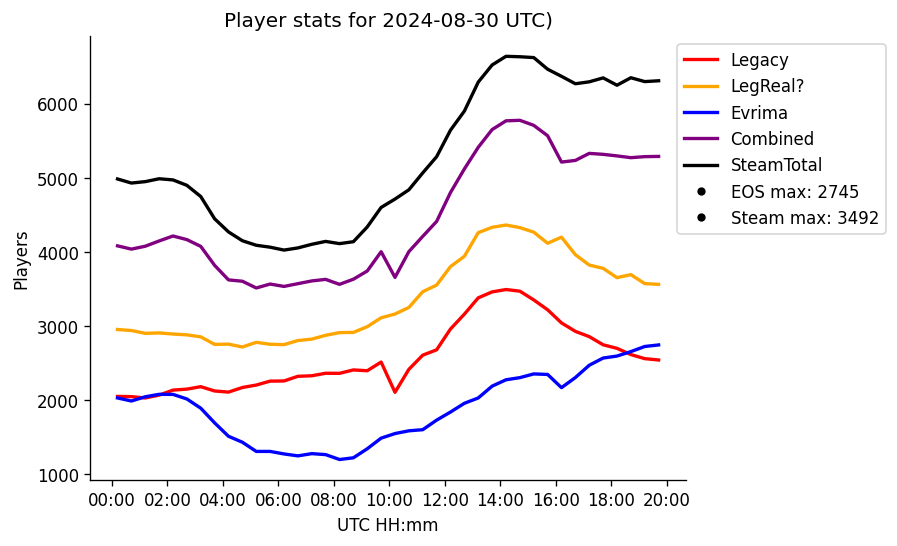 Player stats for 2024-08-30 UTC)
Legacy
LegReal?
Evrima
Combined
SteamTotal
EOS max: 2745
Steam max: 3492
Players
6000
5000
4000
3000
2000
1000
00:00 02:00 04:00 06:00 08:00 10:00 12:00 14:00 16:00 18:00 20:00
UTC HH:mm